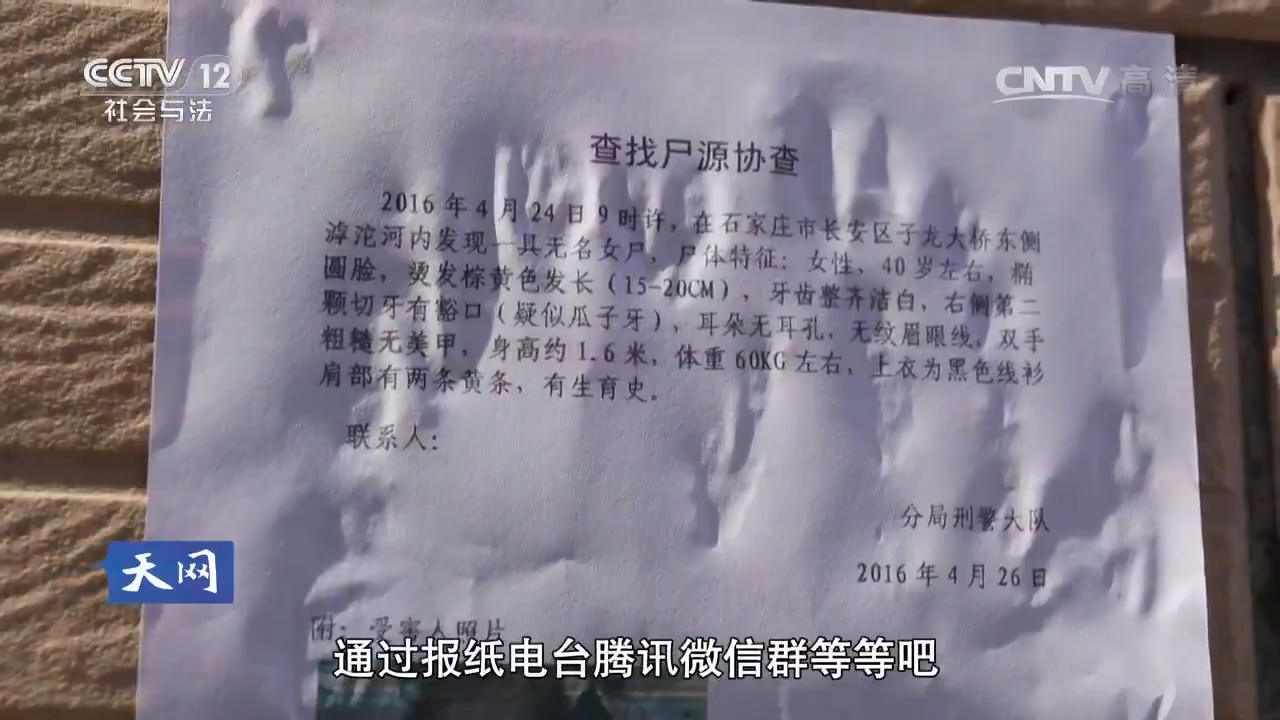 CCTV 12
社会与法
CNTV 高清
查找尸源协查
2016 年 4 月 24 日 9 时许，在石家庄市长安区子龙大桥东侧
滹沱河内发现一具无名女尸，尸体特征：女性，40 岁左右，椭
圆脸，烫发棕黄色发长（15-20CM），牙齿整齐洁白，右侧第二
颗切牙有豁口（疑似瓜子牙），耳朵无耳孔，无纹眉眼线，双手
粗糙无美甲，身高约 1.6 米，体重 60KG 左右，上衣为黑色线衫
肩部有两条黄条，有生育史。
联系人：
分局刑警大队
2016 年 4 月 26 日
天网
附：受害人照片
通过报纸电台腾讯微信群等等吧